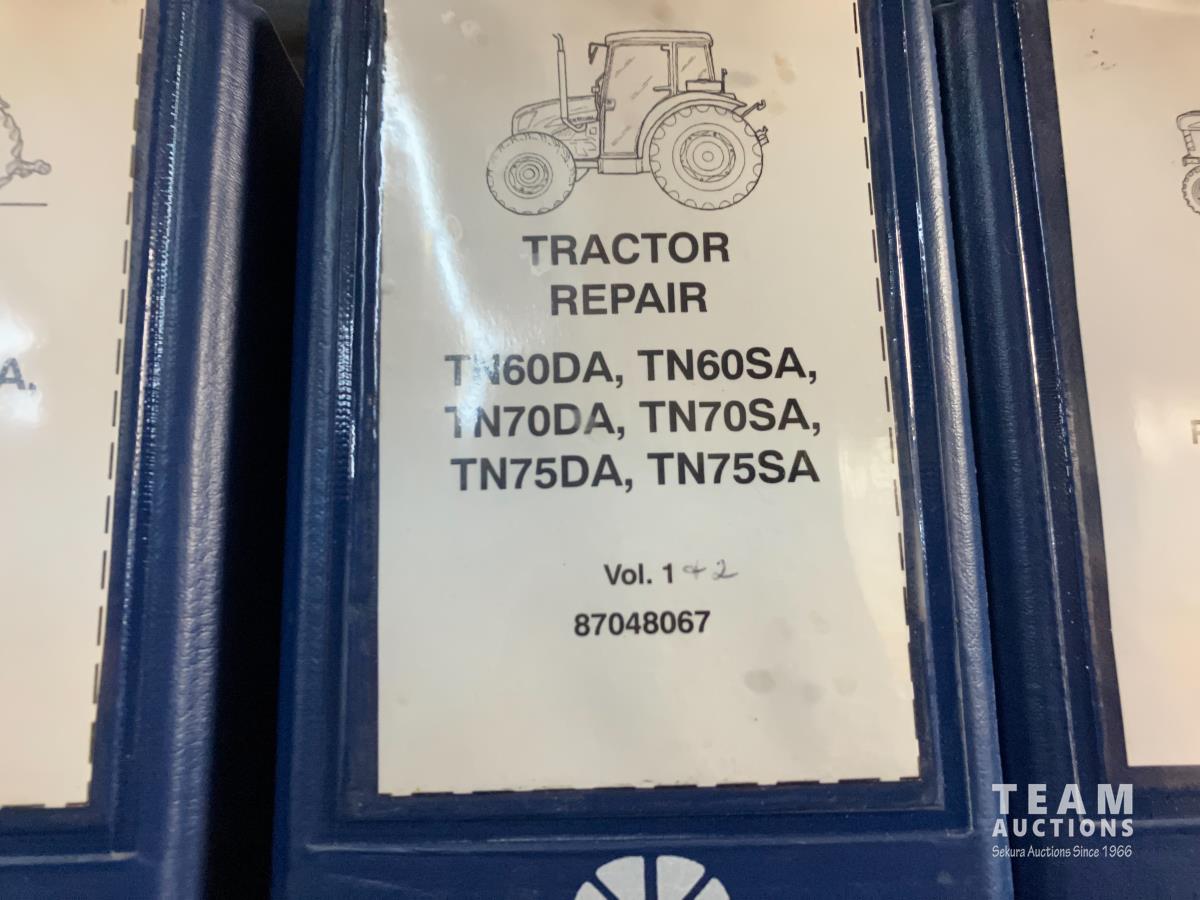 TRACTOR
REPAIR
TN60DA, TN60SA,
TN70DA, TN70SA,
TN75DA, TN75SA
Vol. 1 & 2
87048067
A,
TEAM
AUCTIONS
Sekura Auctions Since 1966